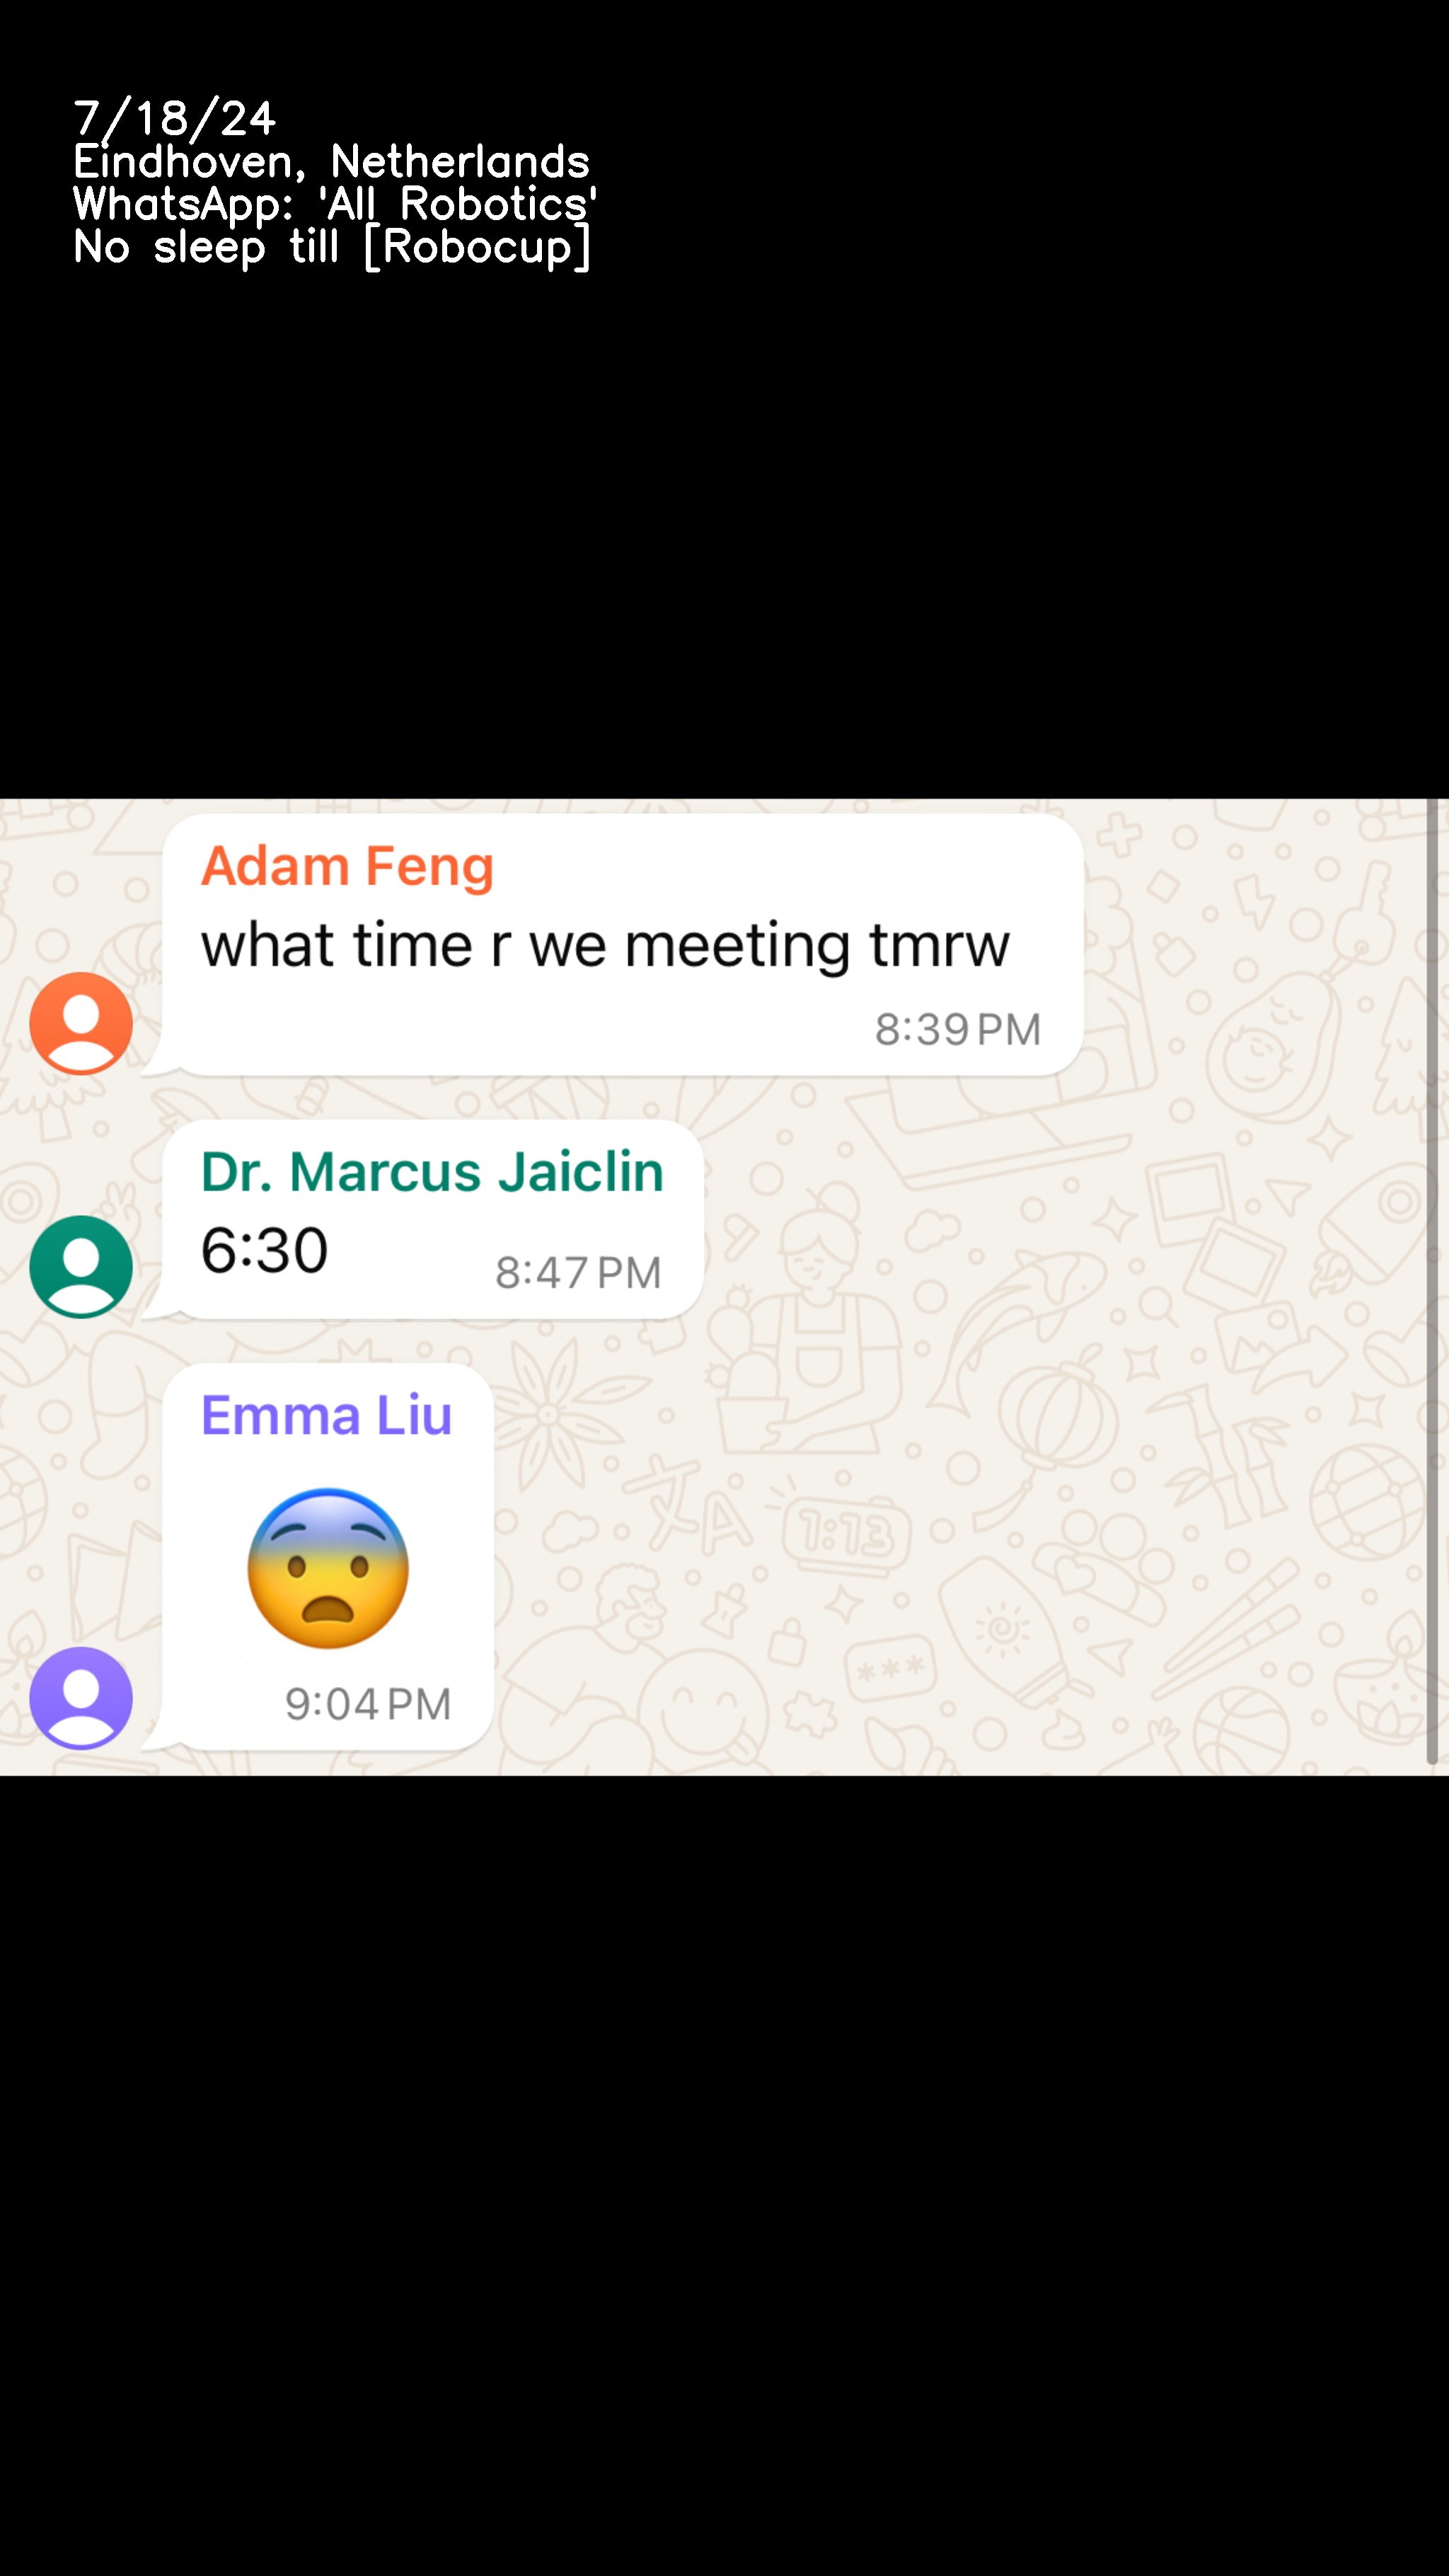 7/18/24
Eindhoven, Netherlands
WhatsApp: 'All Robotics'
No sleep till [Robocup]
Adam Feng
what time r we meeting tmrw
8:39 PM
Dr. Marcus Jaiclin
6:30
8:47 PM
Emma Liu
😨
9:04 PM